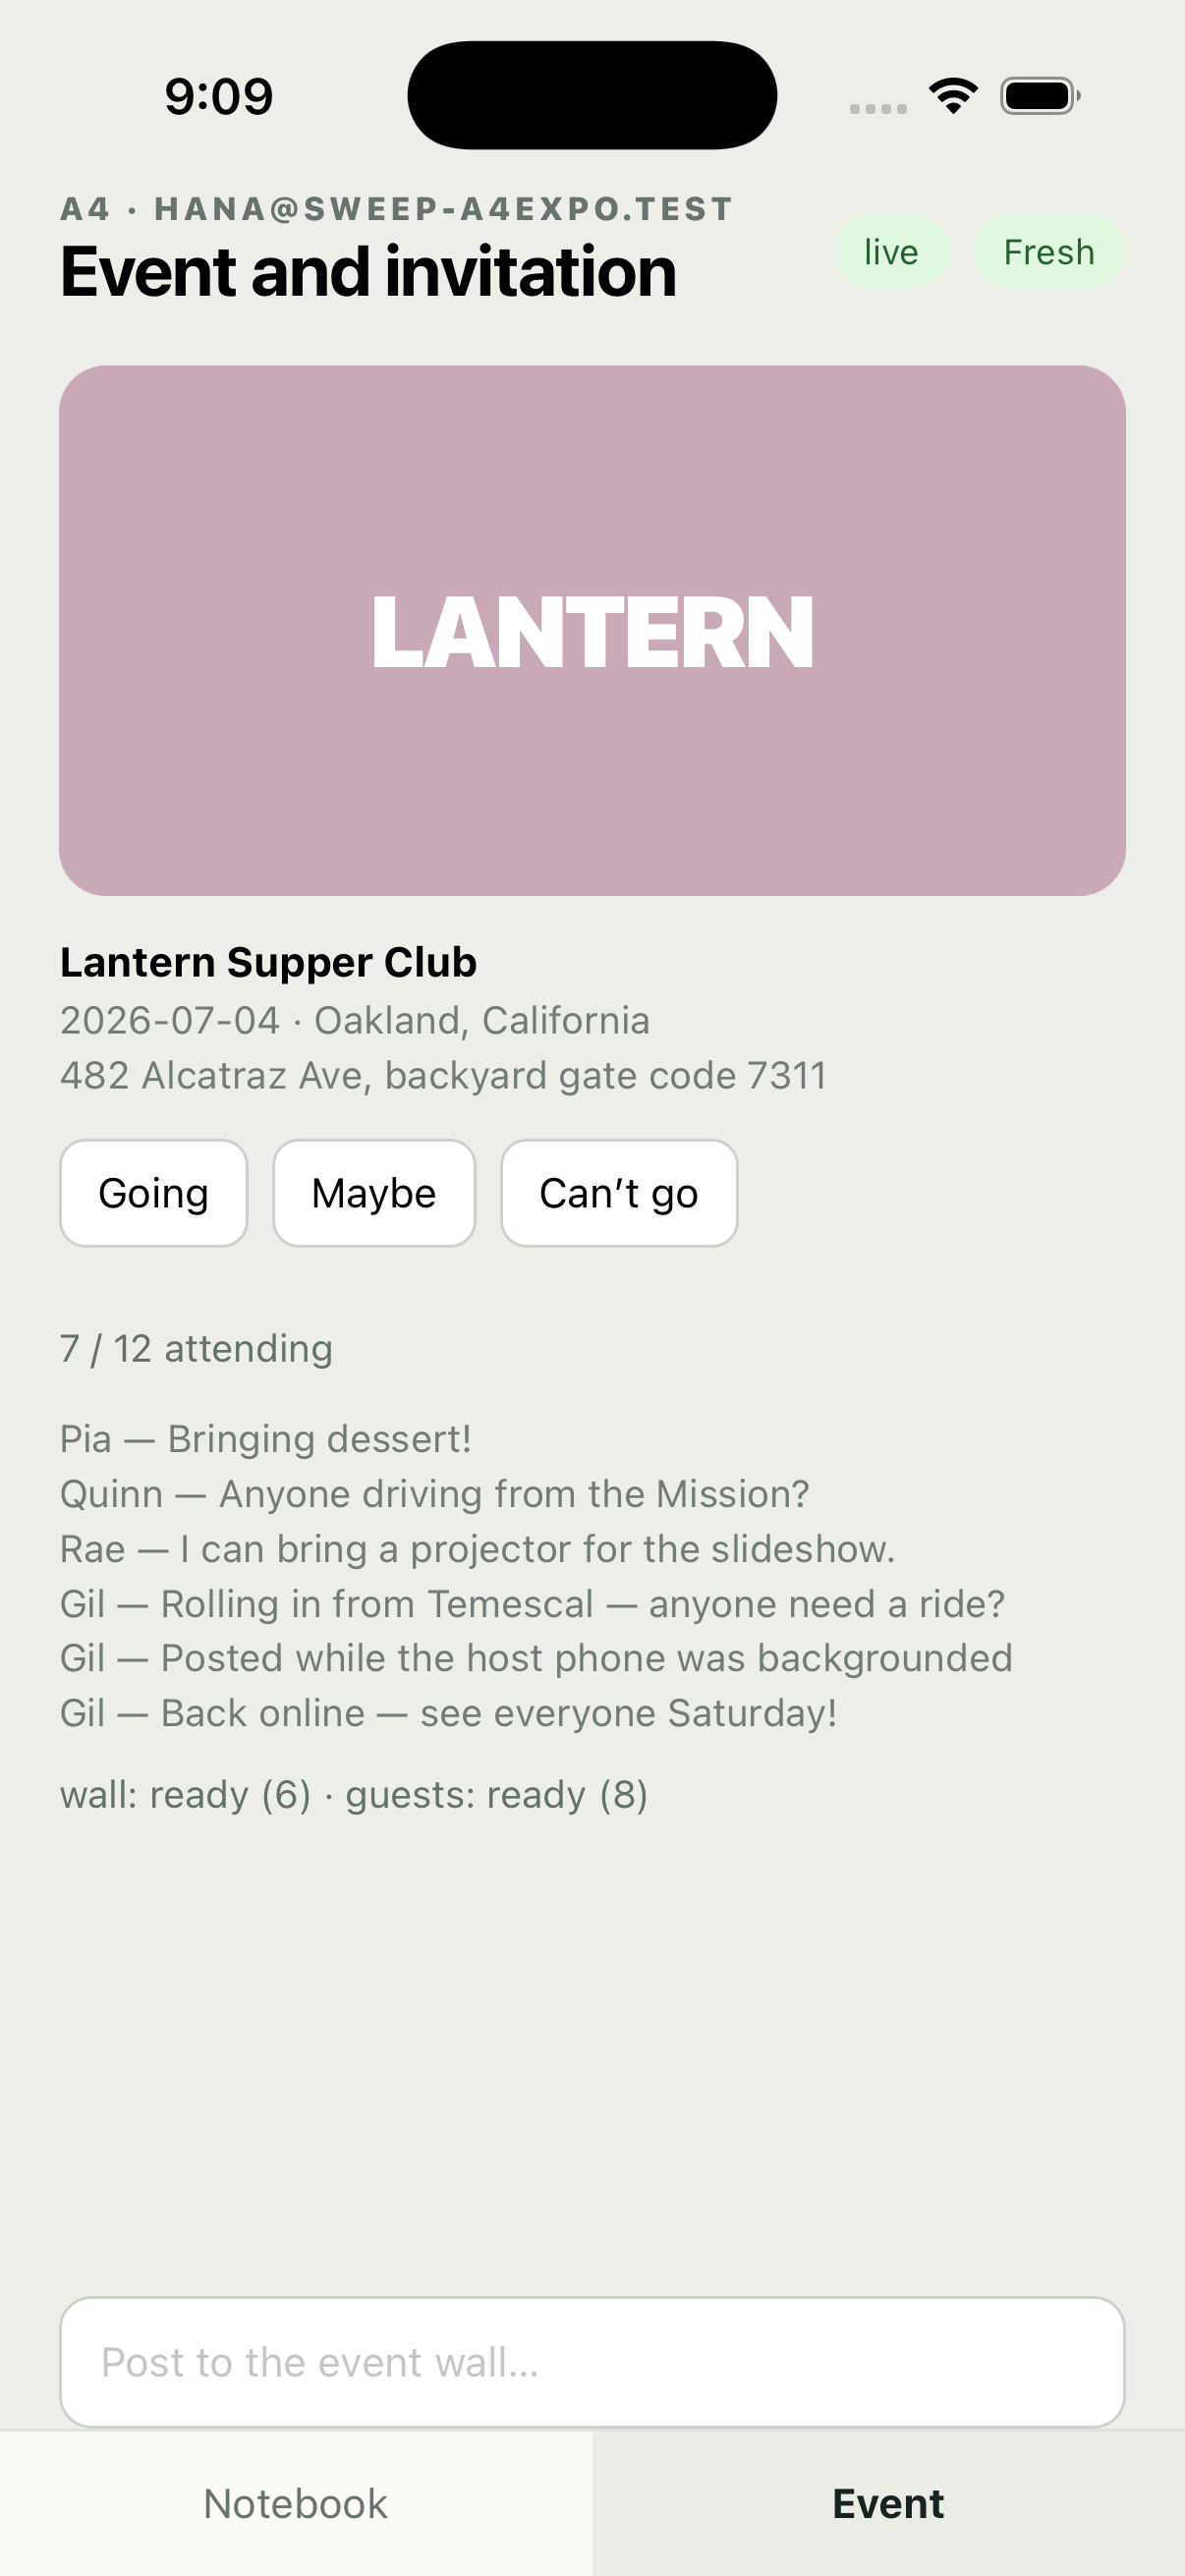 9:09
A4 · HANA@SWEEP-A4EXPO.TEST
Event and invitation
live
Fresh
LANTERN
Lantern Supper Club
2026-07-04 · Oakland, California
482 Alcatraz Ave, backyard gate code 7311
Going
Maybe
Can’t go
7 / 12 attending
Pia — Bringing dessert!
Quinn — Anyone driving from the Mission?
Rae — I can bring a projector for the slideshow.
Gil — Rolling in from Temescal — anyone need a ride?
Gil — Posted while the host phone was backgrounded
Gil — Back online — see everyone Saturday!
wall: ready (6) · guests: ready (8)
Post to the event wall…
Notebook
Event